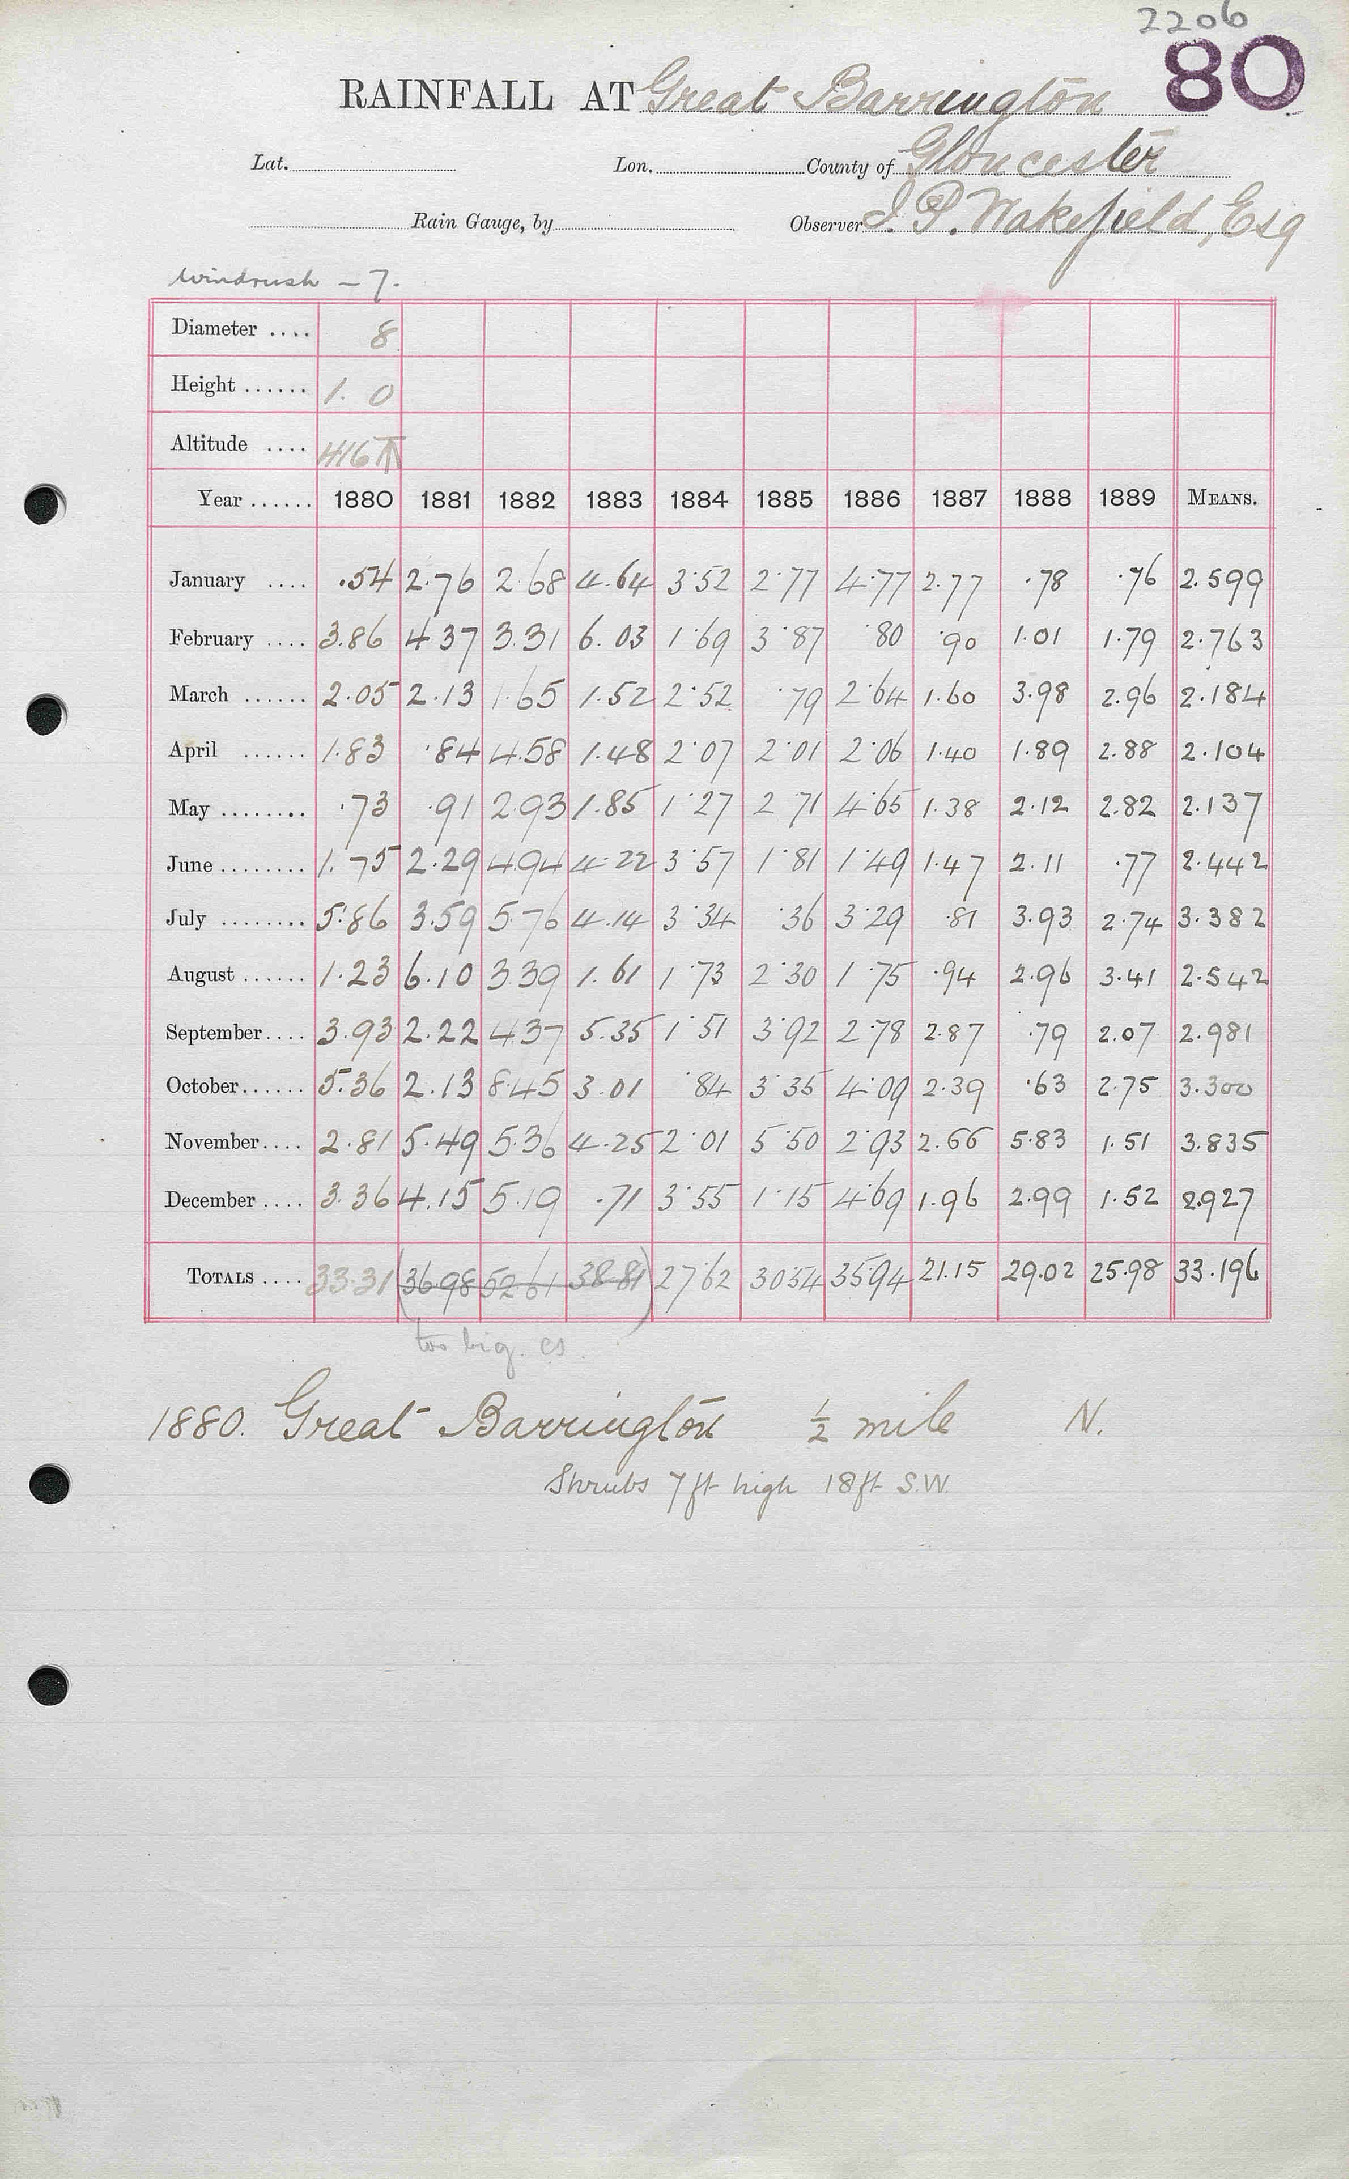 2206
80
RAINFALL AT Great Barrington
Lat. Lon. County of Gloucester
Rain Gauge, by Observer J. P. Wakefield, Esq
Windrush - 7.
Diameter .... 8
Height ...... 1. 0
Altitude .... 416 T
Year ...... 1880 1881 1882 1883 1884 1885 1886 1887 1888 1889 MEANS.
January .... .54 2.76 2.68 4.64 3.52 2.77 4.77 2.77 .78 .76 2.599
February .... 3.86 4 37 3.31 6.03 1.69 3.87 .80 .90 1.01 1.79 2.763
March ...... 2.05 2.13 1.65 1.52 2.52 .79 2.64 1.60 3.98 2.96 2.184
April ...... 1.83 .84 4.58 1.48 2.07 2.01 2.06 1.40 1.89 2.88 2.104
May ........ .73 .91 2.93 1.85 1.27 2 71 4.65 1.38 2.12 2.82 2.137
June ........ 1.75 2.29 4.94 4.22 3.57 1.81 1.49 1.47 2.11 .77 2.442
July ........ 5.86 3.59 5.76 4.14 3.34 .36 3.29 .81 3.93 2.74 3.382
August ...... 1.23 6.10 3.39 1.61 1.73 2.30 1.75 .94 2.96 3.41 2.542
September.... 3.93 2.22 4.37 5.35 1.51 3.92 2.78 2.87 .79 2.07 2.981
October...... 5.36 2.13 8.45 3.01 .84 3.35 4.09 2.39 .63 2.75 3.300
November.... 2.81 5.49 5.36 4.25 2.01 5.50 2.93 2.66 5.83 1.51 3.835
December .... 3.36 4.15 5.19 .71 3.55 1.15 4.69 1.96 2.99 1.52 2.927
TOTALS .... 33.31 (36.98 52.61 38.81) 27.62 30.54 35.94 21.15 29.02 25.98 33.196
too big. cs.
1880. Great Barrington ½ mile N.
Shrubs 7 ft high 18 ft S.W.